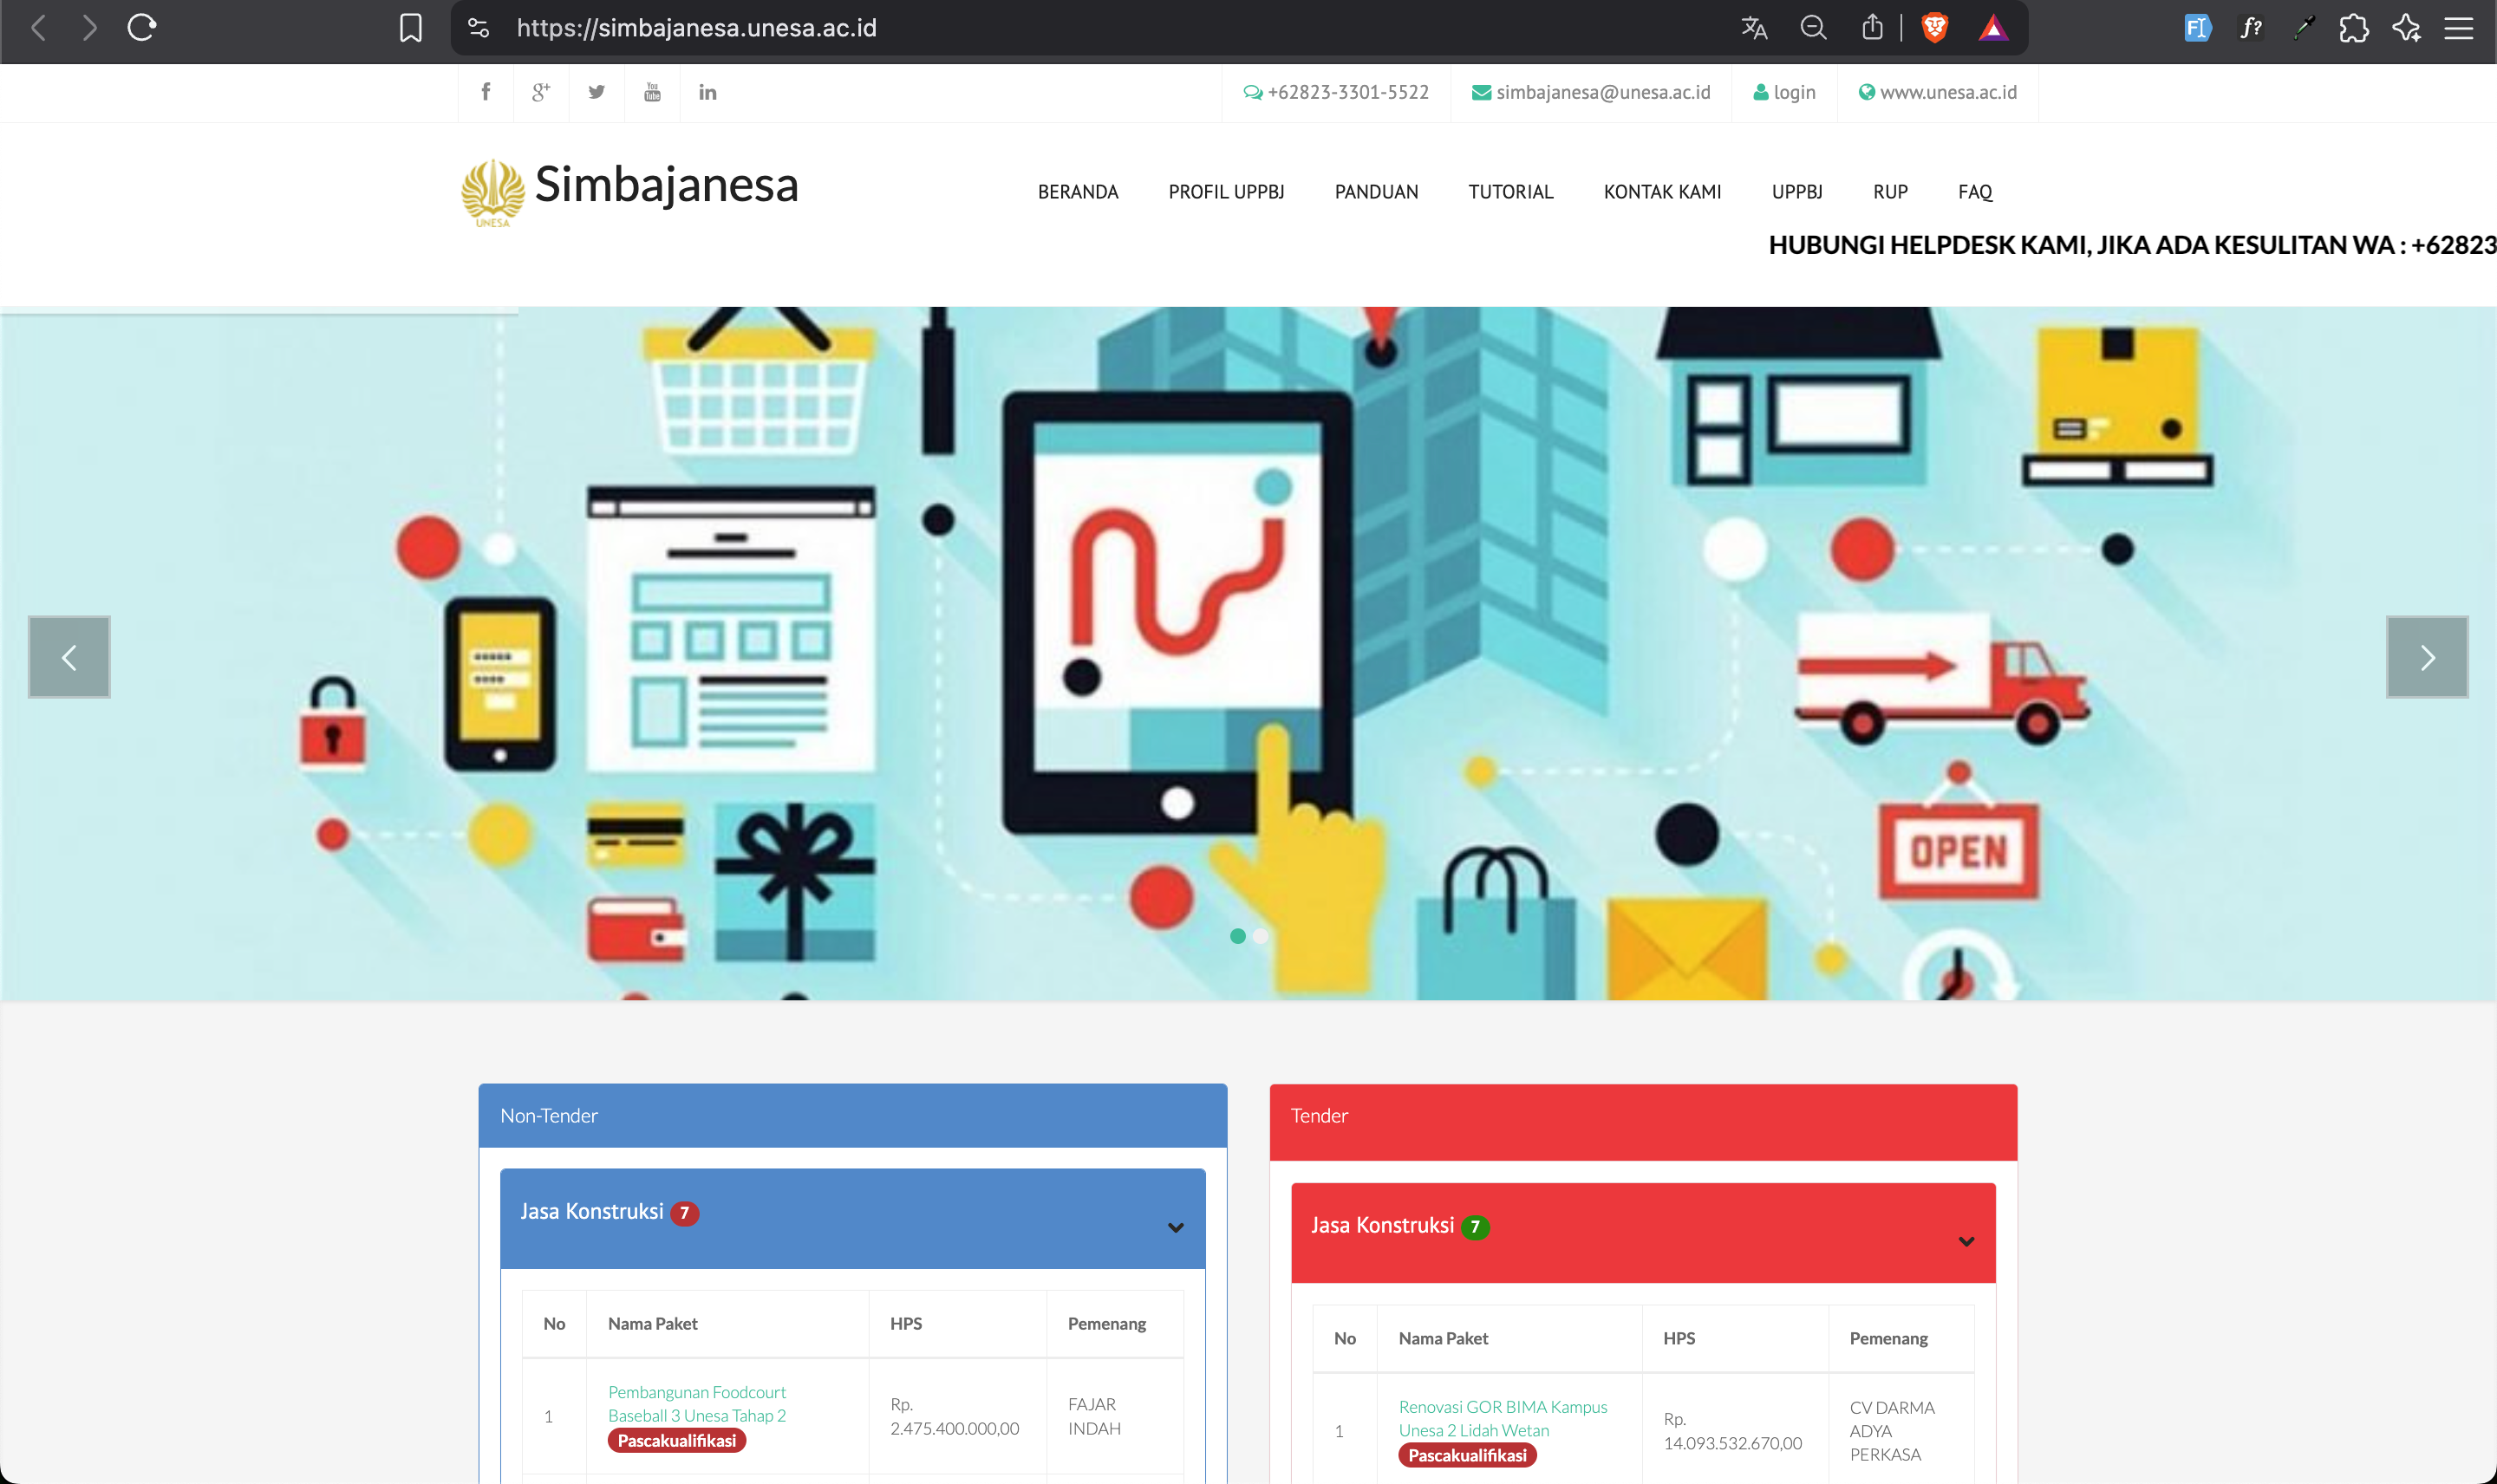 https://simbajanesa.unesa.ac.id
+62823-3301-5522
simbajanesa@unesa.ac.id
login
www.unesa.ac.id
UNESA
Simbajanesa
BERANDA
PROFIL UPPBJ
PANDUAN
TUTORIAL
KONTAK KAMI
UPPBJ
RUP
FAQ
HUBUNGI HELPDESK KAMI, JIKA ADA KESULITAN WA : +62823
OPEN
Non-Tender
Jasa Konstruksi 7
No
Nama Paket
HPS
Pemenang
1
Pembangunan Foodcourt
Baseball 3 Unesa Tahap 2
Pascakualifikasi
Rp.
2.475.400.000,00
FAJAR
INDAH
Tender
Jasa Konstruksi 7
No
Nama Paket
HPS
Pemenang
1
Renovasi GOR BIMA Kampus
Unesa 2 Lidah Wetan
Pascakualifikasi
Rp.
14.093.532.670,00
CV DARMA
ADYA
PERKASA